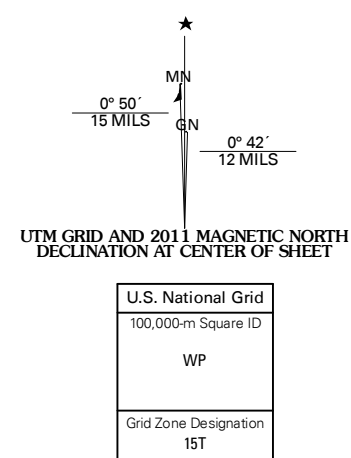 ★
MN
0° 50´
15 MILS
GN
0° 42´
12 MILS
UTM GRID AND 2011 MAGNETIC NORTH
DECLINATION AT CENTER OF SHEET
U.S. National Grid
100,000-m Square ID
WP
Grid Zone Designation
15T